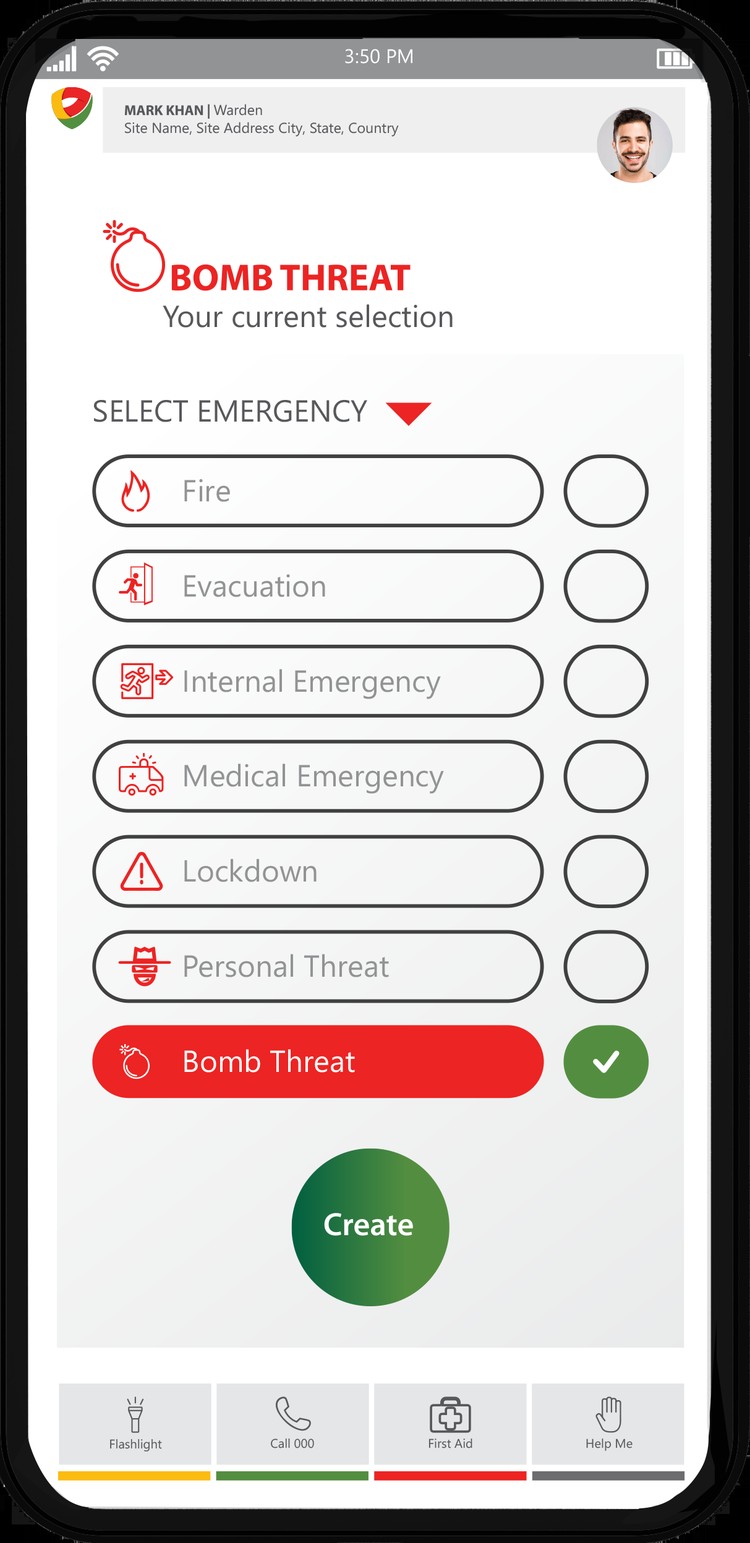 3:50 PM
MARK KHAN | Warden
Site Name, Site Address City, State, Country
BOMB THREAT
Your current selection
SELECT EMERGENCY
Fire
Evacuation
Internal Emergency
Medical Emergency
Lockdown
Personal Threat
Bomb Threat
Create
Flashlight
Call 000
First Aid
Help Me